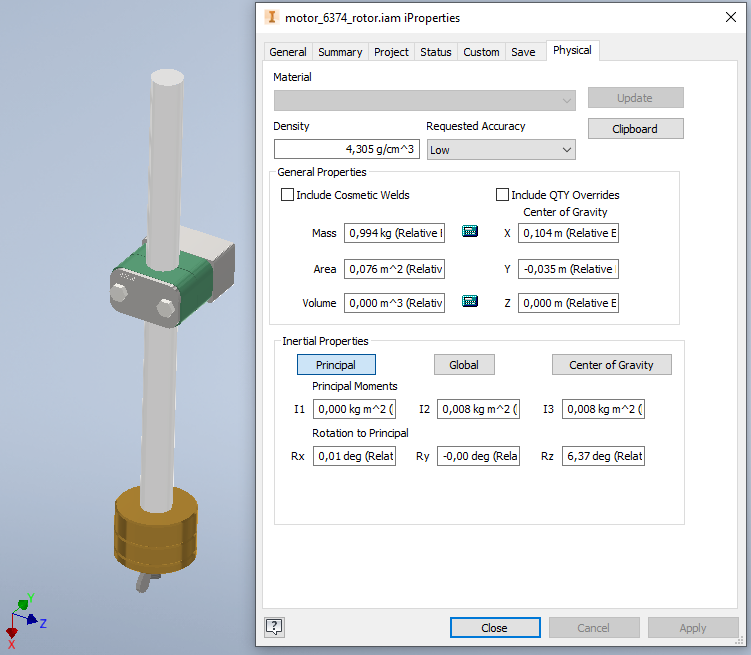 motor_6374_rotor.iam iProperties
General Summary Project Status Custom Save Physical
Material
Update
Density Requested Accuracy
Clipboard
4,305 g/cm^3 Low
General Properties
Include Cosmetic Welds Include QTY Overrides
Center of Gravity
Mass 0,994 kg (Relative X 0,104 m (Relative E
Area 0,076 m^2 (Relativ Y -0,035 m (Relative
Volume 0,000 m^3 (Relativ Z 0,000 m (Relative E
Inertial Properties
Principal Global Center of Gravity
Principal Moments
I1 0,000 kg m^2 ( I2 0,008 kg m^2 ( I3 0,008 kg m^2 (
Rotation to Principal
Rx 0,01 deg (Relat Ry -0,00 deg (Rela Rz 6,37 deg (Relat
Y
Z
X
?
Close Cancel Apply